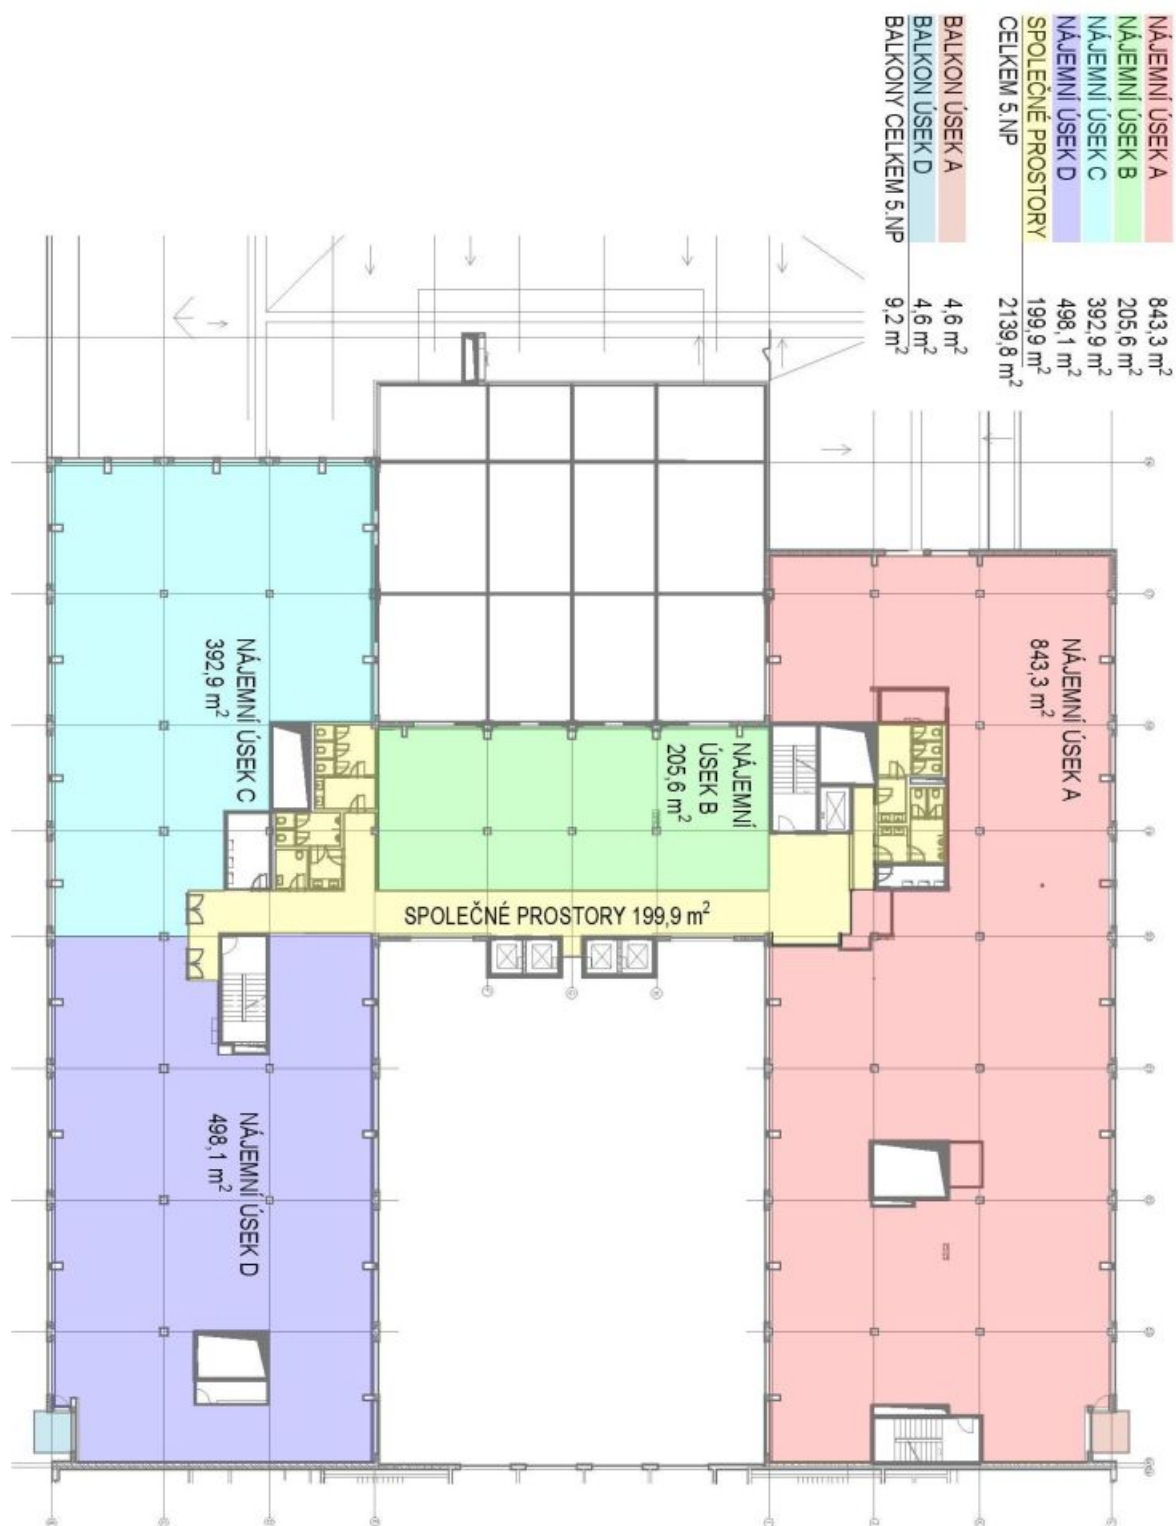 NÁJEMNÍ ÚSEK A 843,3 m²
NÁJEMNÍ ÚSEK B 205,6 m²
NÁJEMNÍ ÚSEK C 392,9 m²
NÁJEMNÍ ÚSEK D 498,1 m²
SPOLEČNÉ PROSTORY 199,9 m²
CELKEM 5.NP 2139,8 m²
BALKON ÚSEK A 4,6 m²
BALKON ÚSEK D 4,6 m²
BALKONY CELKEM 5.NP 9,2 m²
NÁJEMNÍ ÚSEK A
843,3 m²
NÁJEMNÍ
ÚSEK B
205,6 m²
NÁJEMNÍ ÚSEK C
392,9 m²
SPOLEČNÉ PROSTORY 199,9 m²
NÁJEMNÍ ÚSEK D
498,1 m²